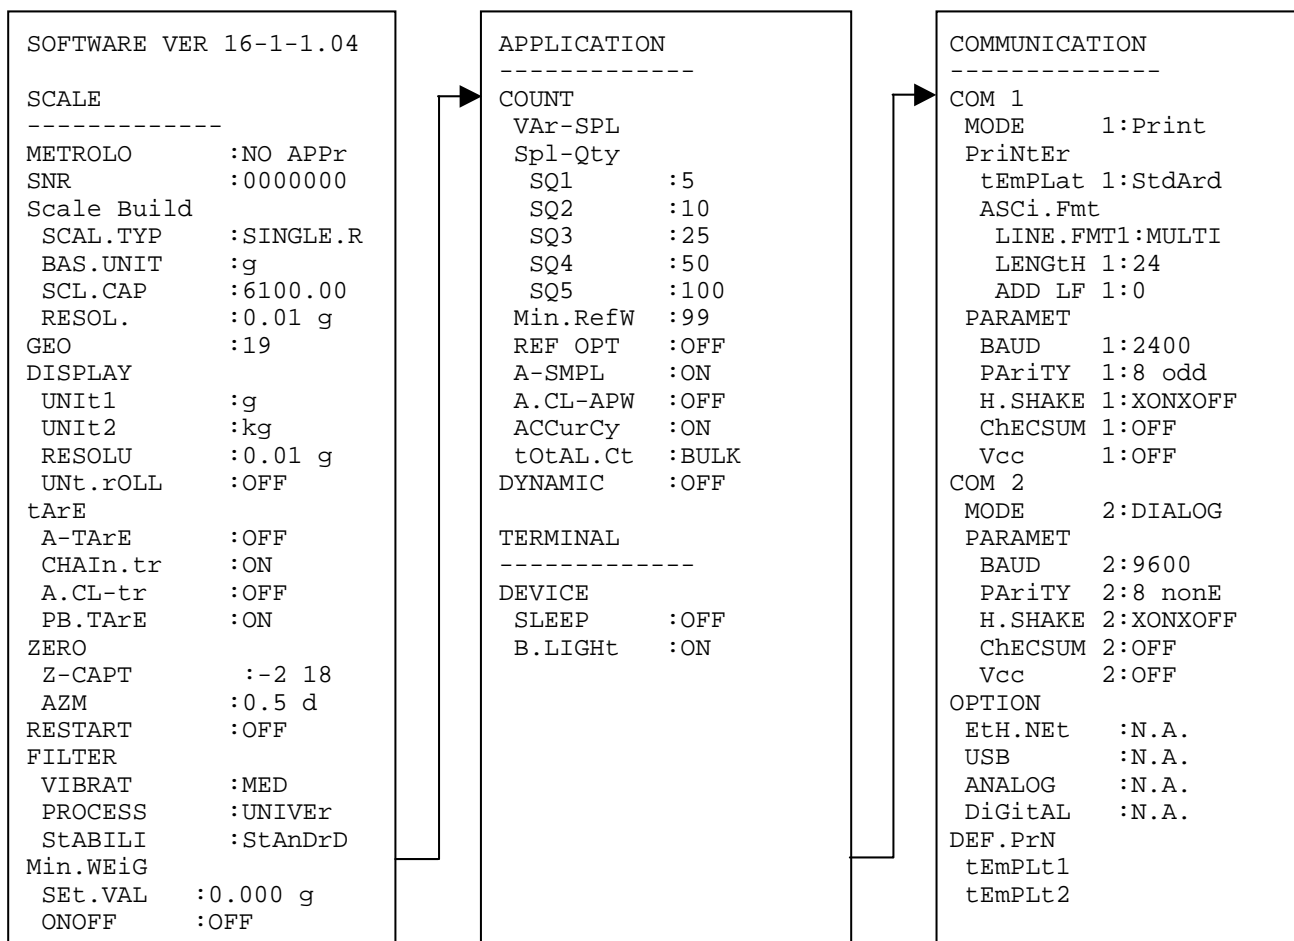 SOFTWARE VER 16-1-1.04
SCALE
-------------
METROLO :NO APPr
SNR :0000000
Scale Build
SCAL.TYP :SINGLE.R
BAS.UNIT :g
SCL.CAP :6100.00
RESOL. :0.01 g
GEO :19
DISPLAY
UNIt1 :g
UNIt2 :kg
RESOLU :0.01 g
UNt.rOLL :OFF
tArE
A-TArE :OFF
CHAIn.tr :ON
A.CL-tr :OFF
PB.TArE :ON
ZERO
Z-CAPT :-2 18
AZM :0.5 d
RESTART :OFF
FILTER
VIBRAT :MED
PROCESS :UNIVEr
StABILI :StAnDrD
Min.WEiG
SEt.VAL :0.000 g
ONOFF :OFF
APPLICATION
-------------
COUNT
VAr-SPL
Spl-Qty
SQ1 :5
SQ2 :10
SQ3 :25
SQ4 :50
SQ5 :100
Min.RefW :99
REF OPT :OFF
A-SMPL :ON
A.CL-APW :OFF
ACCurCy :ON
tOtAL.Ct :BULK
DYNAMIC :OFF
TERMINAL
-------------
DEVICE
SLEEP :OFF
B.LIGHt :ON
COMMUNICATION
--------------
COM 1
MODE 1:Print
PriNtEr
tEmPLat 1:StdArd
ASCi.Fmt
LINE.FMT1:MULTI
LENGtH 1:24
ADD LF 1:0
PARAMET
BAUD 1:2400
PAriTY 1:8 odd
H.SHAKE 1:XONXOFF
ChECSUM 1:OFF
Vcc 1:OFF
COM 2
MODE 2:DIALOG
PARAMET
BAUD 2:9600
PAriTY 2:8 nonE
H.SHAKE 2:XONXOFF
ChECSUM 2:OFF
Vcc 2:OFF
OPTION
EtH.NEt :N.A.
USB :N.A.
ANALOG :N.A.
DiGitAL :N.A.
DEF.PrN
tEmPLt1
tEmPLt2